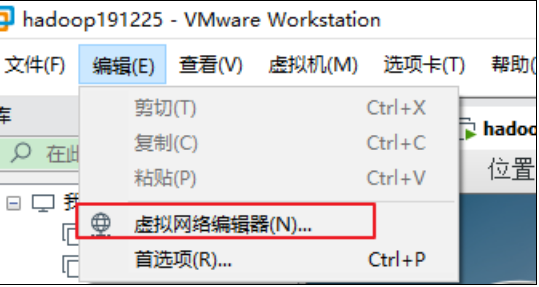 hadoop191225 - VMware Workstation
文件(F) 编辑(E) 查看(V) 虚拟机(M) 选项卡(T) 帮助(
库
剪切(T) Ctrl+X
hadoo
在此
复制(C) Ctrl+C
位置
粘贴(P) Ctrl+V
我
虚拟网络编辑器(N)...
首选项(R)... Ctrl+P